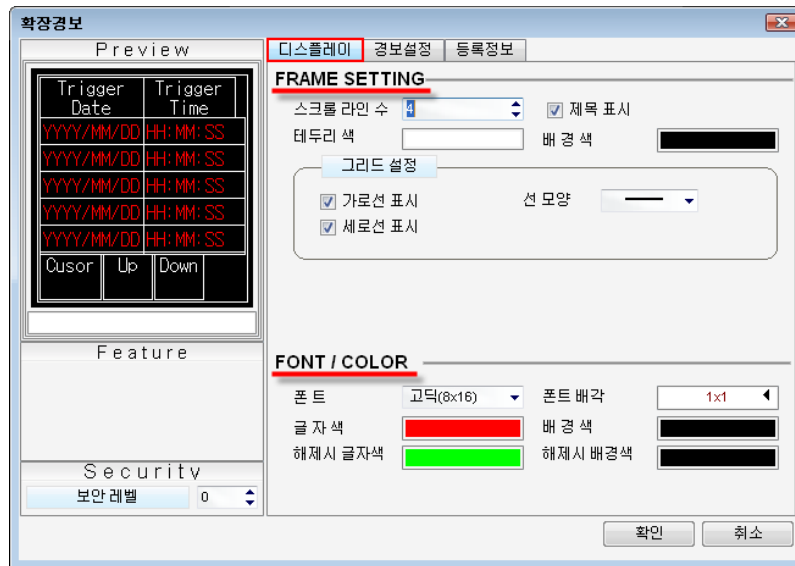 확장경보
Preview
Trigger Trigger
Date Time
YYYY/MM/DD HH:MM:SS
YYYY/MM/DD HH:MM:SS
YYYY/MM/DD HH:MM:SS
YYYY/MM/DD HH:MM:SS
YYYY/MM/DD HH:MM:SS
Cusor Up Down
Feature
Security
보안 레벨 0
디스플레이 경보설정 등록정보
FRAME SETTING
스크롤 라인 수 4 제목 표시
테두리 색 배 경 색
그리드 설정
가로선 표시 선 모양
세로선 표시
FONT / COLOR
폰 트 고딕(8x16) 폰트 배각 1x1
글 자 색 배 경 색
해제시 글자색 해제시 배경색
확인 취소